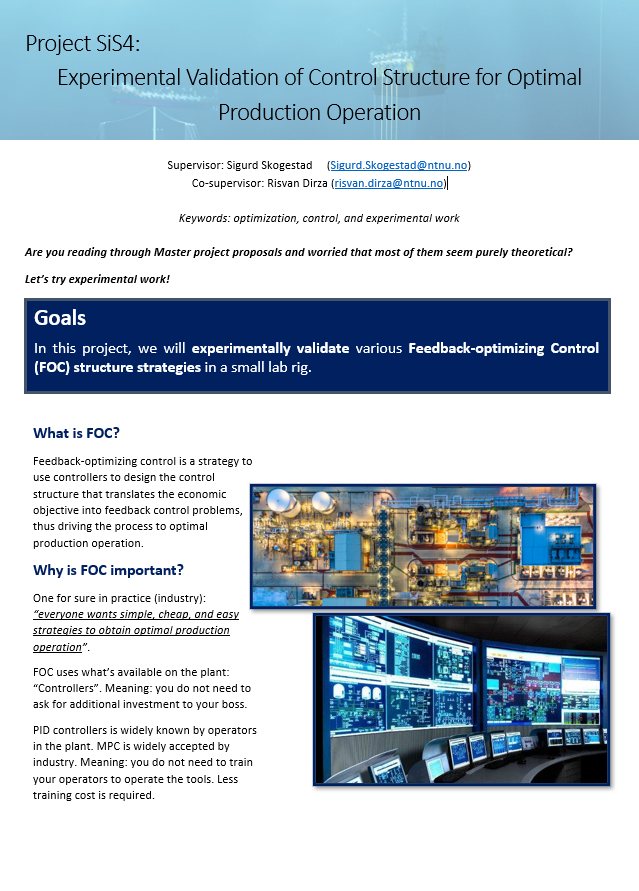 Project SiS4:
Experimental Validation of Control Structure for Optimal
Production Operation
Supervisor: Sigurd Skogestad (Sigurd.Skogestad@ntnu.no)
Co-supervisor: Risvan Dirza (risvan.dirza@ntnu.no)
Keywords: optimization, control, and experimental work
Are you reading through Master project proposals and worried that most of them seem purely theoretical?
Let's try experimental work!
Goals
In this project, we will experimentally validate various Feedback-optimizing Control
(FOC) structure strategies in a small lab rig.
What is FOC?
Feedback-optimizing control is a strategy to
use controllers to design the control
structure that translates the economic
objective into feedback control problems,
thus driving the process to optimal
production operation.
Why is FOC important?
One for sure in practice (industry):
“everyone wants simple, cheap, and easy
strategies to obtain optimal production
operation”.
FOC uses what's available on the plant:
“Controllers”. Meaning: you do not need to
ask for additional investment to your boss.
PID controllers is widely known by operators
in the plant. MPC is widely accepted by
industry. Meaning: you do not need to train
your operators to operate the tools. Less
training cost is required.